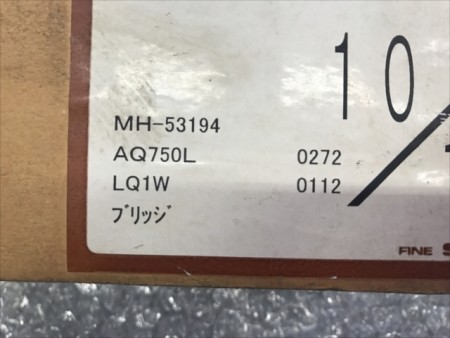 10
MH-53194
AQ750L 0272
LQ1W 0112
ﾌﾞﾘｯｼﾞ
FINE